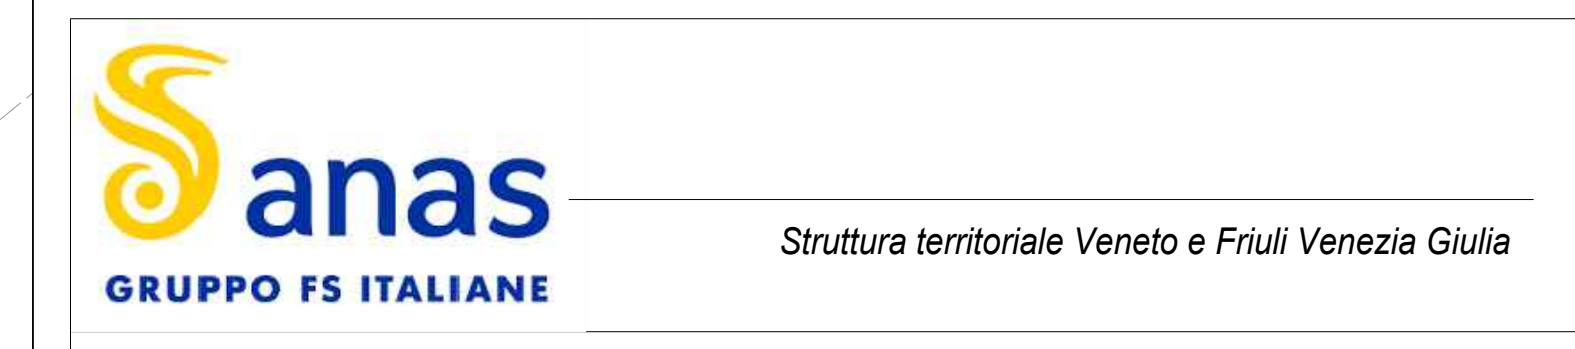 anas
GRUPPO FS ITALIANE
Struttura territoriale Veneto e Friuli Venezia Giulia